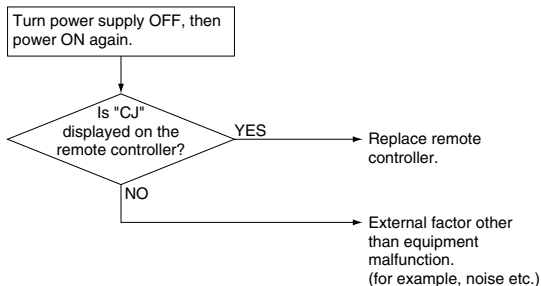 Turn power supply OFF, then
power ON again.
Is "CJ"
displayed on the
remote controller?
YES
Replace remote
controller.
NO
External factor other
than equipment
malfunction.
(for example, noise etc.)